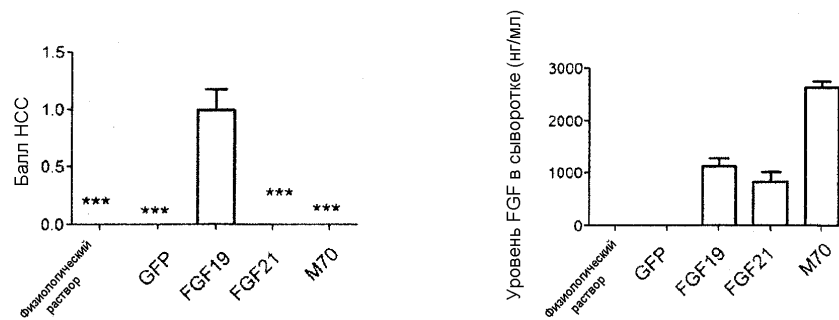 Балл HCC
1.5
1.0
0.5
0.0
***
***
***
***
Физиологический
раствор
GFP
FGF19
FGF21
M70
Уровень FGF в сыворотке (нг/мл)
3000
2000
1000
0
Физиологический
раствор
GFP
FGF19
FGF21
M70